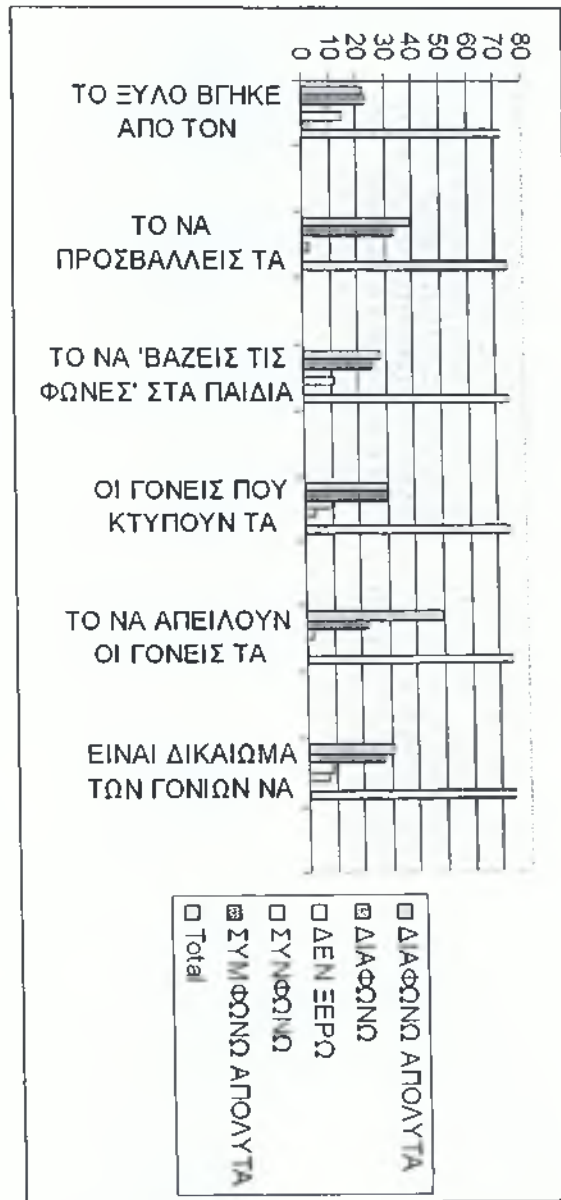 80
70
60
50
40
30
20
10
0
ΤΟ ΞΥΛΟ ΒΓΗΚΕ
ΑΠΟ ΤΟΝ
ΤΟ ΝΑ
ΠΡΟΣΒΑΛΛΕΙΣ ΤΑ
ΤΟ ΝΑ 'ΒΑΖΕΙΣ ΤΙΣ
ΦΩΝΕΣ' ΣΤΑ ΠΑΙΔΙΑ
ΟΙ ΓΟΝΕΙΣ ΠΟΥ
ΚΤΥΠΟΥΝ ΤΑ
ΤΟ ΝΑ ΑΠΕΙΛΟΥΝ
ΟΙ ΓΟΝΕΙΣ ΤΑ
ΕΙΝΑΙ ΔΙΚΑΙΩΜΑ
ΤΩΝ ΓΟΝΙΩΝ ΝΑ
ΔΙΑΦΩΝΩ ΑΠΟΛΥΤΑ
ΔΙΑΦΩΝΩ
ΔΕΝ ΞΕΡΩ
ΣΥΝΦΩΝΩ
ΣΥΜΦΩΝΩ ΑΠΟΛΥΤΑ
Total